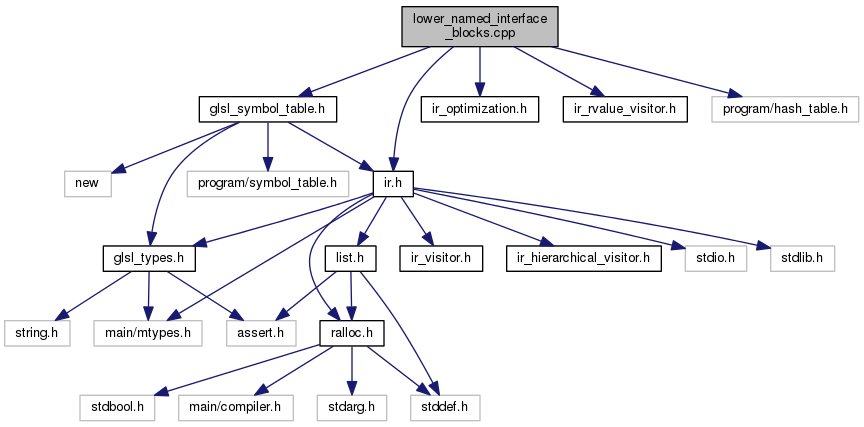 lower_named_interface
_blocks.cpp
glsl_symbol_table.h
ir_optimization.h
ir_rvalue_visitor.h
program/hash_table.h
new
program/symbol_table.h
ir.h
glsl_types.h
list.h
ir_visitor.h
ir_hierarchical_visitor.h
stdio.h
stdlib.h
string.h
main/mtypes.h
assert.h
ralloc.h
stdbool.h
main/compiler.h
stdarg.h
stddef.h